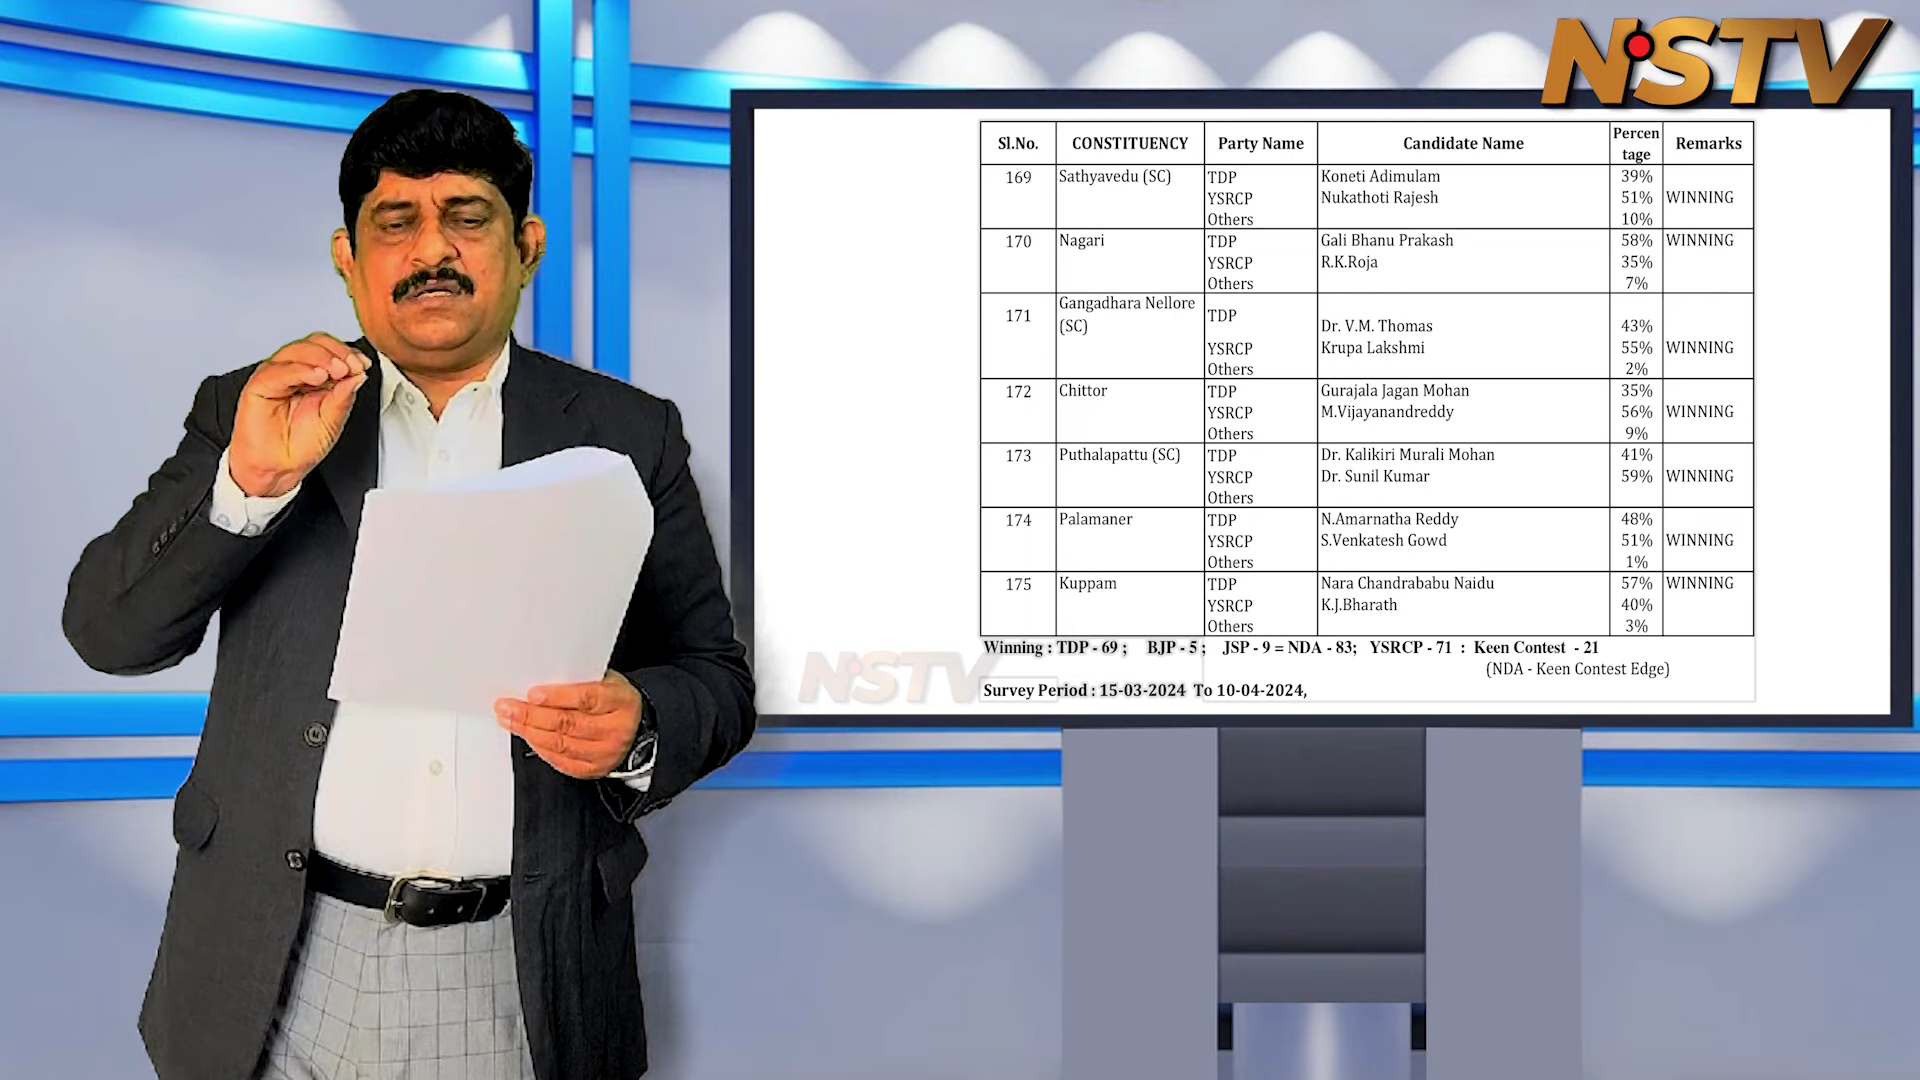 NSTV
Sl.No. CONSTITUENCY Party Name Candidate Name Percen tage Remarks
169 Sathyavedu (SC) TDP Koneti Adimulam 39%
YSRCP Nukathoti Rajesh 51% WINNING
Others 10%
170 Nagari TDP Gali Bhanu Prakash 58% WINNING
YSRCP R.K.Roja 35%
Others 7%
171 Gangadhara Nellore (SC) TDP Dr. V.M. Thomas 43%
YSRCP Krupa Lakshmi 55% WINNING
Others 2%
172 Chittor TDP Gurajala Jagan Mohan 35%
YSRCP M.Vijayanandreddy 56% WINNING
Others 9%
173 Puthalapattu (SC) TDP Dr. Kalikiri Murali Mohan 41%
YSRCP Dr. Sunil Kumar 59% WINNING
Others
174 Palamaner TDP N.Amarnatha Reddy 48%
YSRCP S.Venkatesh Gowd 51% WINNING
Others 1%
175 Kuppam TDP Nara Chandrababu Naidu 57% WINNING
YSRCP K.J.Bharath 40%
Others 3%
Winning : TDP - 69 ; BJP - 5 ; JSP - 9 = NDA - 83; YSRCP - 71 : Keen Contest - 21
(NDA - Keen Contest Edge)
NSTV
Survey Period : 15-03-2024 To 10-04-2024,